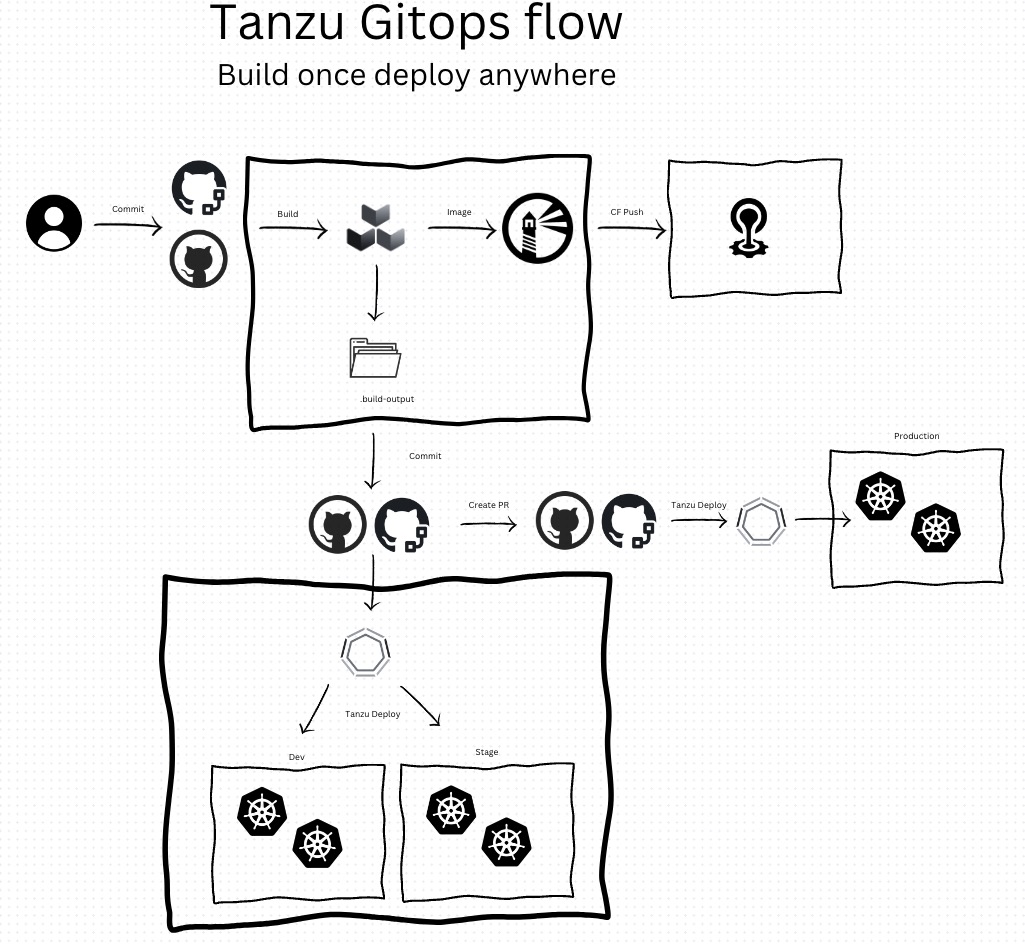 Tanzu Gitops flow
Build once deploy anywhere
Commit
Build
Image
CF Push
.build-output
Commit
Production
Create PR
Tanzu Deploy
Tanzu Deploy
Dev
Stage